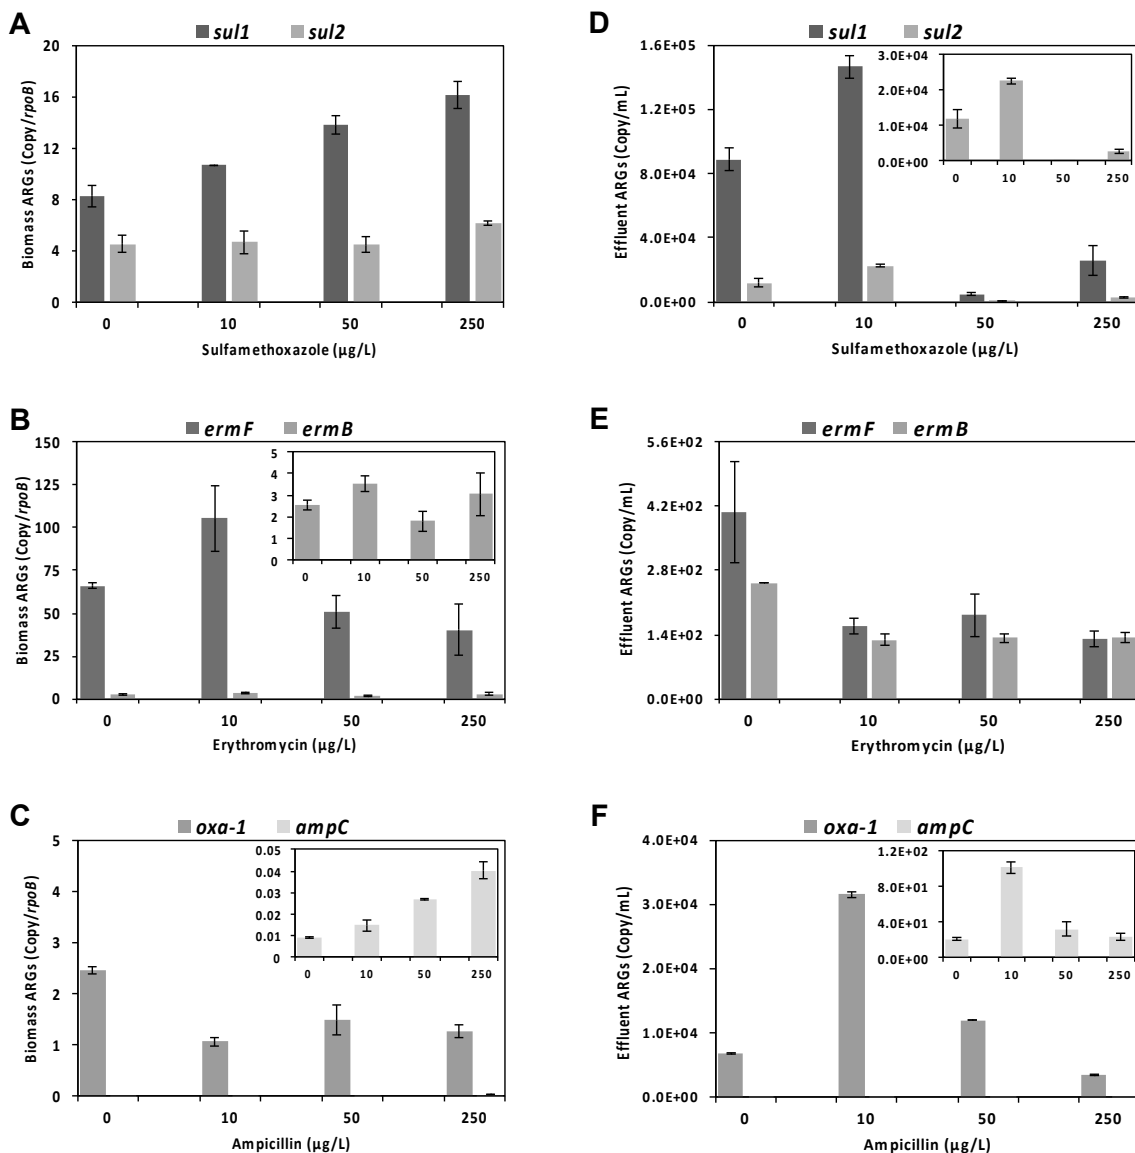 A
sul1 sul2
Biomass ARGs (Copy/rpoB)
20
16
12
8
4
0
0 10 50 250
Sulfamethoxazole (µg/L)
D
sul1 sul2
Effluent ARGs (Copy/mL)
1.6E+05
1.2E+05
8.0E+04
4.0E+04
0.0E+00
3.0E+04
2.0E+04
1.0E+04
0.0E+00
0 10 50 250
0 10 50 250
Sulfamethoxazole (µg/L)
B
ermF ermB
Biomass ARGs (Copy/rpoB)
150
125
100
75
50
25
0
5
4
3
2
1
0
0 10 50 250
0 10 50 250
Erythromycin (µg/L)
E
ermF ermB
Effluent ARGs (Copy/mL)
5.6E+02
4.2E+02
2.8E+02
1.4E+02
0.0E+00
0 10 50 250
Erythromycin (µg/L)
C
oxa-1 ampC
Biomass ARGs (Copy/rpoB)
5
4
3
2
1
0
0.05
0.04
0.03
0.02
0.01
0
0 10 50 250
0 10 50 250
Ampicillin (µg/L)
F
oxa-1 ampC
Effluent ARGs (Copy/mL)
4.0E+04
3.0E+04
2.0E+04
1.0E+04
0.0E+00
1.2E+02
8.0E+01
4.0E+01
0.0E+00
0 10 50 250
0 10 50 250
Ampicillin (µg/L)